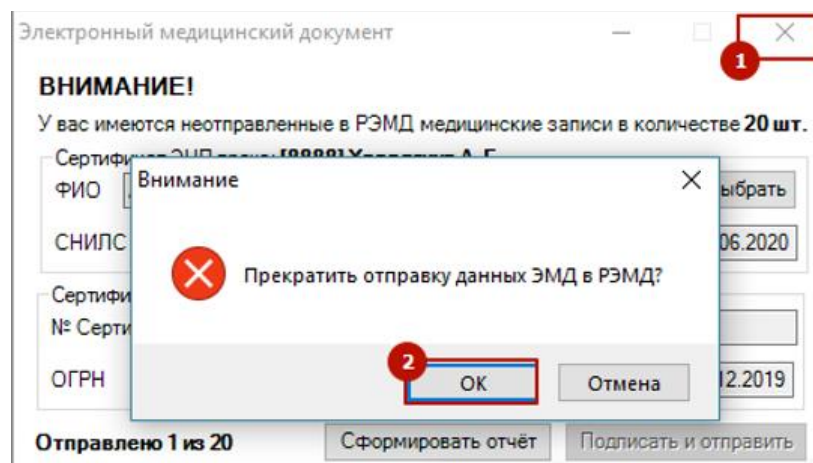 Электронный медицинский документ
1
ВНИМАНИЕ!
У вас имеются неотправленные в РЭМД медицинские записи в количестве 20 шт.
Внимание
ФИО
ыбрать
СНИЛС
06.2020
Прекратить отправку данных ЭМД в РЭМД?
№ Серти
2
ОГРН
ОК
Отмена
12.2019
Отправлено 1 из 20
Сформировать отчёт
Подписать и отправить